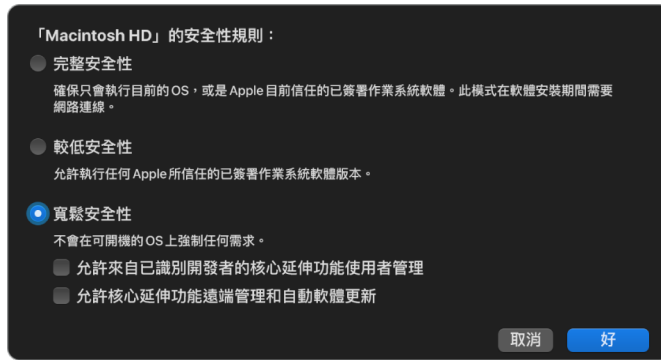 「Macintosh HD」的安全性規則：
完整安全性
確保只會執行目前的OS，或是Apple目前信任的已簽署作業系統軟體。此模式在軟體安裝期間需要
網路連線。
較低安全性
允許執行任何Apple所信任的已簽署作業系統軟體版本。
寬鬆安全性
不會在可開機的OS上強制任何需求。
允許來自已識別開發者的核心延伸功能使用者管理
允許核心延伸功能遠端管理和自動軟體更新
取消 好